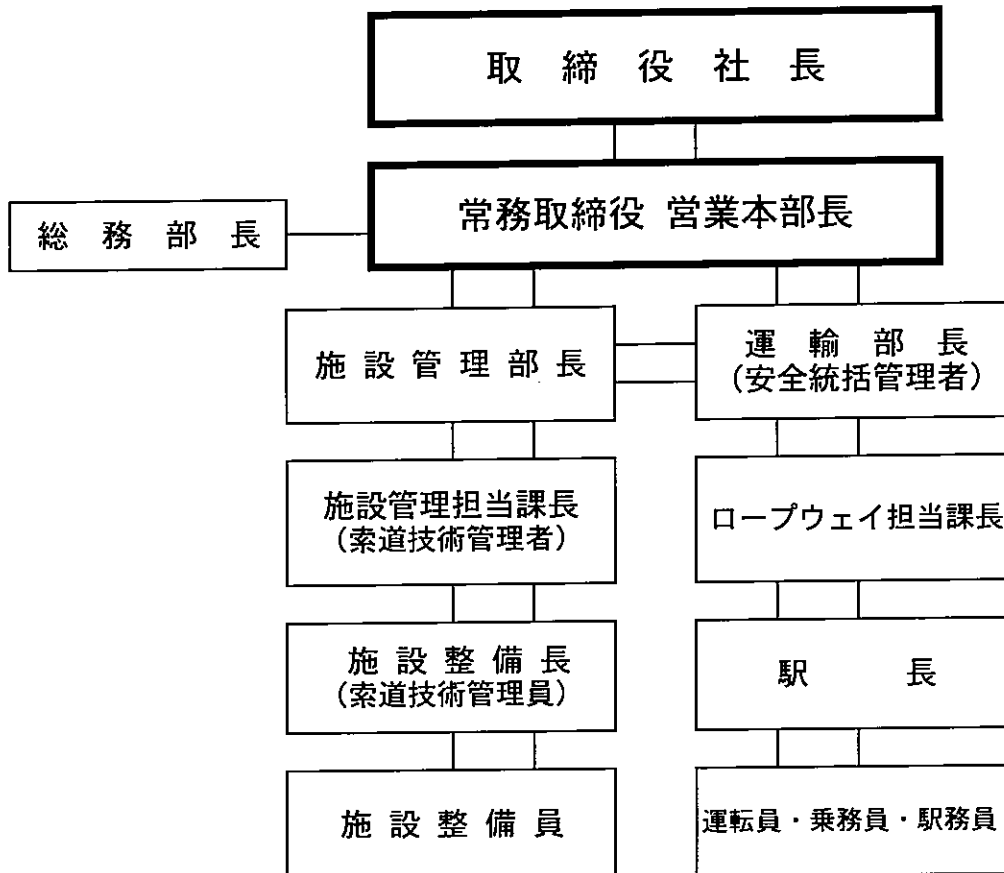 取締役社長
常務取締役 営業本部長
総務部長
施設管理部長
運輸部長
(安全統括管理者)
施設管理担当課長
(索道技術管理者)
ロープウェイ担当課長
施設整備長
(索道技術管理員)
駅長
施設整備員
運転員・乗務員・駅務員